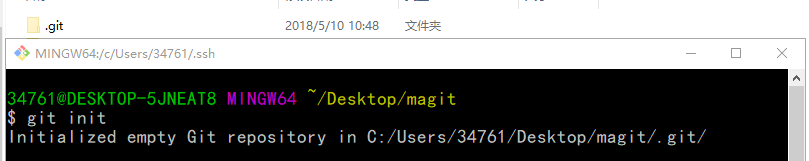 .git 2018/5/10 10:48 文件夹
MINGW64:/c/Users/34761/.ssh
34761@DESKTOP-5JNEAT8 MINGW64 ~/Desktop/magit
$ git init
Initialized empty Git repository in C:/Users/34761/Desktop/magit/.git/